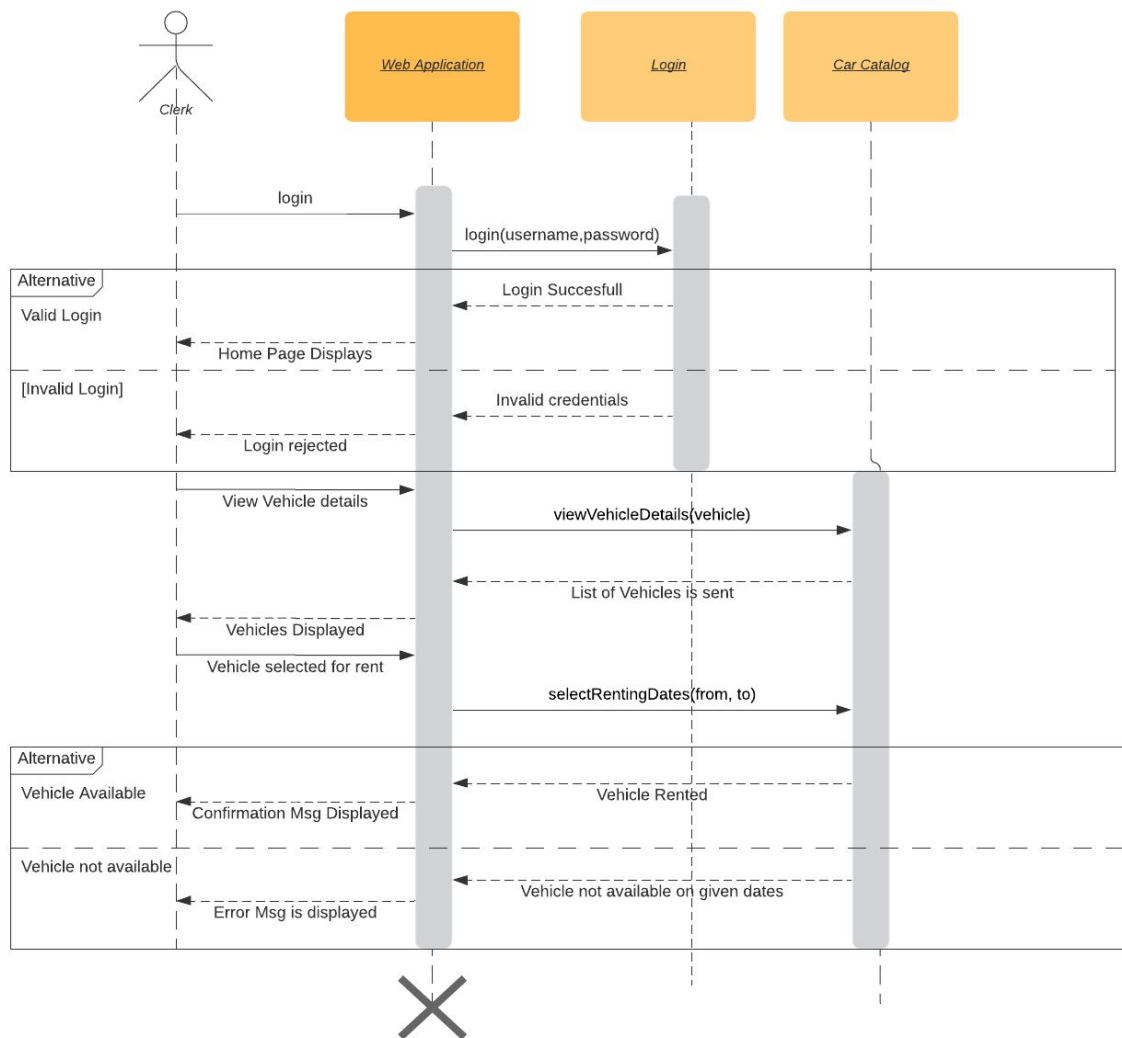 Clerk
Web Application
Login
Car Catalog
login
login(username,password)
Alternative
Login Succesfull
Valid Login
Home Page Displays
[Invalid Login]
Invalid credentials
Login rejected
View Vehicle details
viewVehicleDetails(vehicle)
List of Vehicles is sent
Vehicles Displayed
Vehicle selected for rent
selectRentingDates(from, to)
Alternative
Vehicle Available
Vehicle Rented
Confirmation Msg Displayed
Vehicle not available
Vehicle not available on given dates
Error Msg is displayed